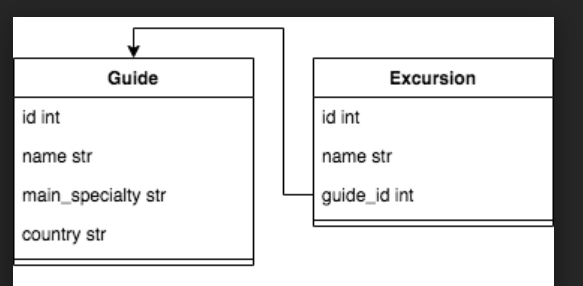 Guide
id int
name str
main_specialty str
country str
Excursion
id int
name str
guide_id int